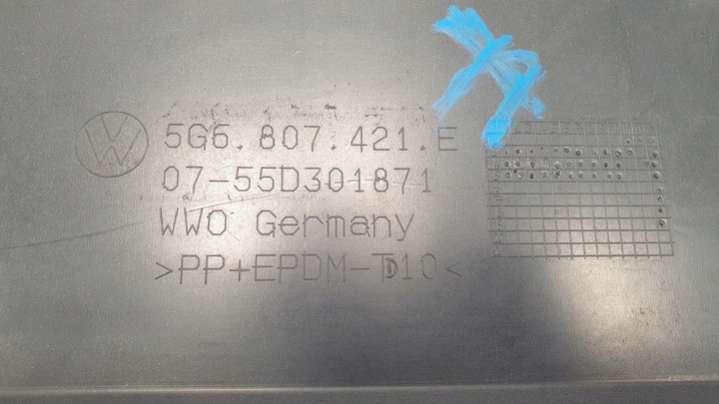 5G6.807.421.E
07-55D301871
WWO Germany
>PP+EPDM-TD10<